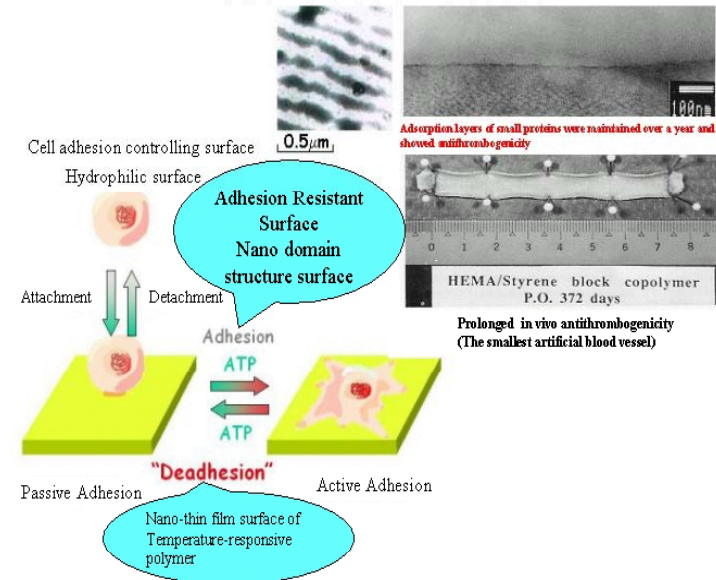 0.5μm
100nm
Adsorption layers of small proteins were maintained over a year and
showed antithrombogenicity
Cell adhesion controlling surface
Hydrophilic surface
Adhesion Resistant
Surface
Nano domain
structure surface
0 1 2 3 4 5 6 7 8
HEMA/Styrene block copolymer
P.O. 372 days
Prolonged in vivo antithrombogenicity
(The smallest artificial blood vessel)
Attachment
Detachment
Adhesion
ATP
ATP
"Deadhesion"
Passive Adhesion
Active Adhesion
Nano-thin film surface of
Temperature-responsive
polymer